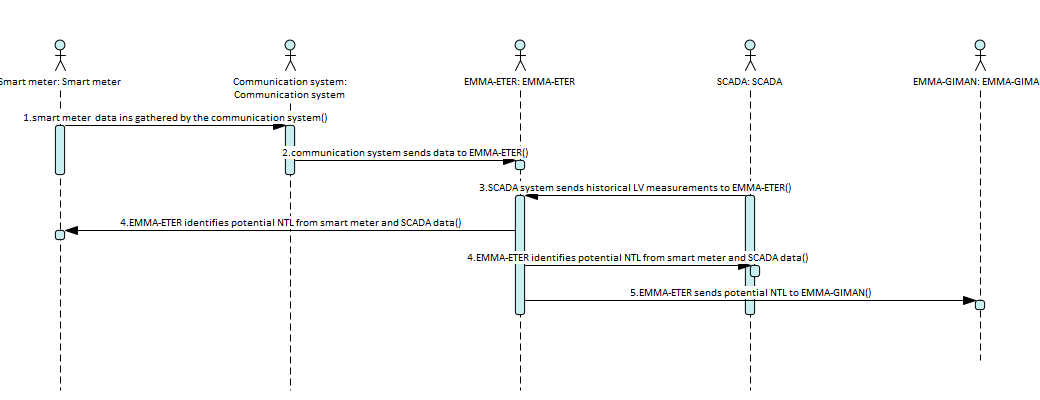 Smart meter: Smart meter
Communication system:
Communication system
EMMA-ETER: EMMA-ETER
SCADA: SCADA
EMMA-GIMAN: EMMA-GIMA
1.smart meter data ins gathered by the communication system()
2.communication system sends data to EMMA-ETER()
3.SCADA system sends historical LV measurements to EMMA-ETER()
4.EMMA-ETER identifies potential NTL from smart meter and SCADA data()
4.EMMA-ETER identifies potential NTL from smart meter and SCADA data()
5.EMMA-ETER sends potential NTL to EMMA-GIMAN()